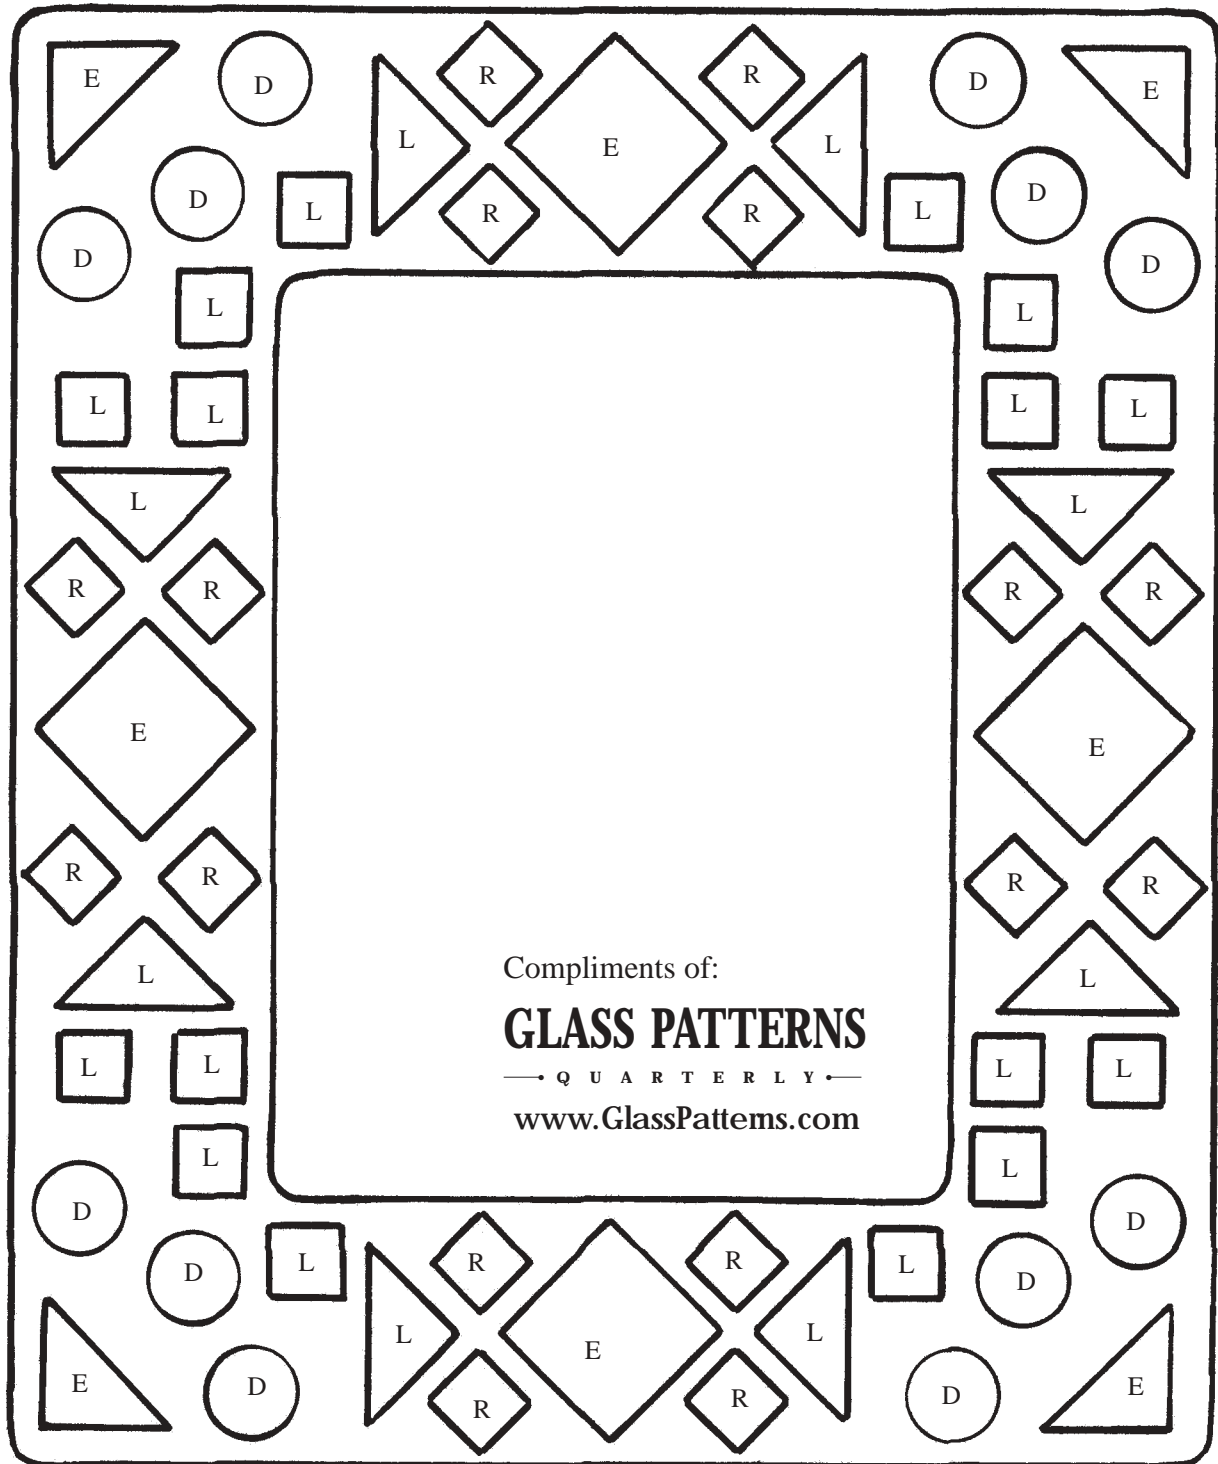 E D R R D E
L E L
D L R R L D
D D
L L
L L L L
L L
R R R R
E E
R R R R
L L
Compliments of:
GLASS PATTERNS
QUARTERLY
www.GlassPatterns.com
L L L L
L L
D D
D L R R L D
L E L
E D R R D E